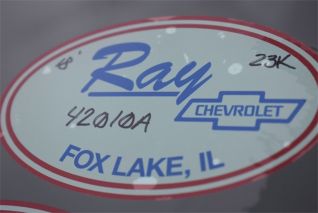 18'
Ray
23K
42010A
CHEVROLET
FOX LAKE, IL